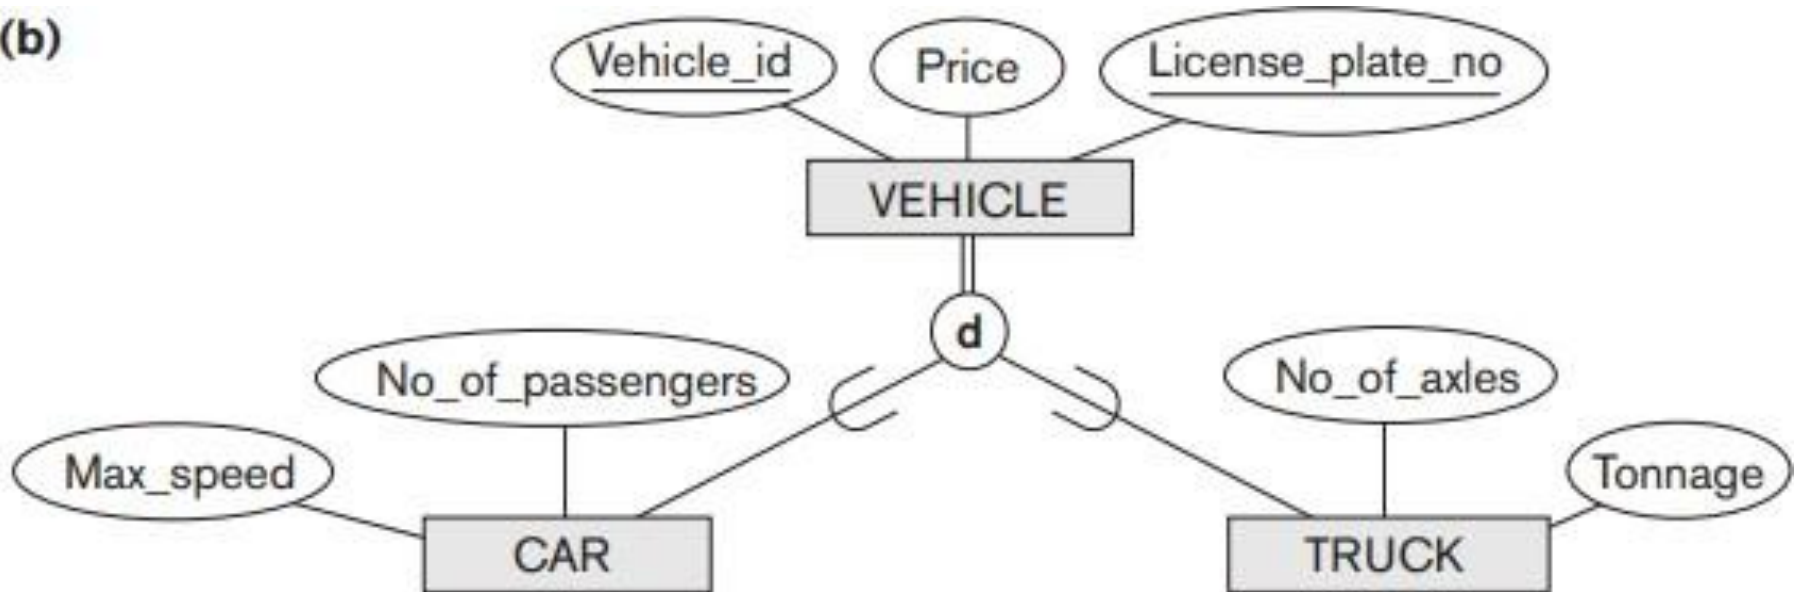 (b)
Vehicle_id
Price
License_plate_no
VEHICLE
d
No_of_passengers
No_of_axles
Max_speed
Tonnage
CAR
TRUCK